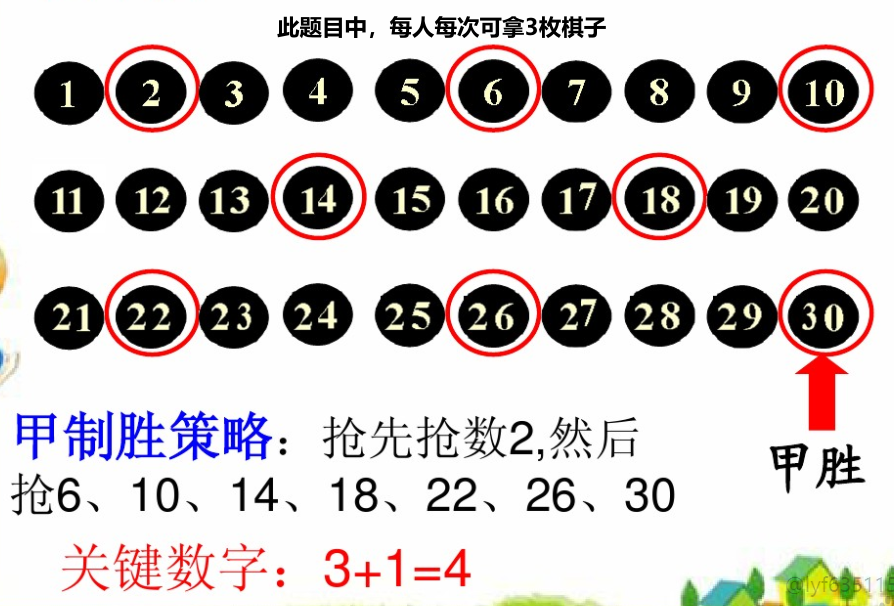 此题目中，每人每次可拿3枚棋子
1 2 3 4 5 6 7 8 9 10
11 12 13 14 15 16 17 18 19 20
21 22 23 24 25 26 27 28 29 30
甲制胜策略：抢先抢数2,然后
抢6、10、14、18、22、26、30
甲胜
关键数字：3+1=4